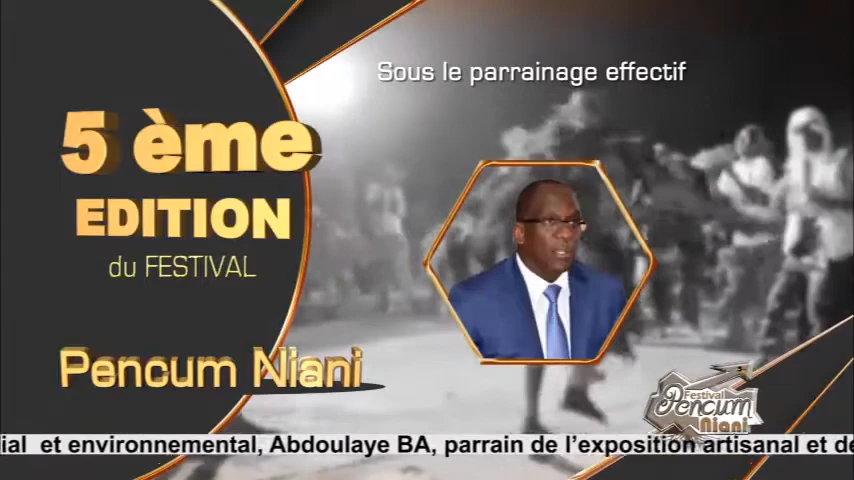 Sous le parrainage effectif
5 ème
EDITION
du FESTIVAL
Pencum Niani
Festival
Pencum
Niani
et environnemental, Abdoulaye BA, parrain de l'exposition artisanal et